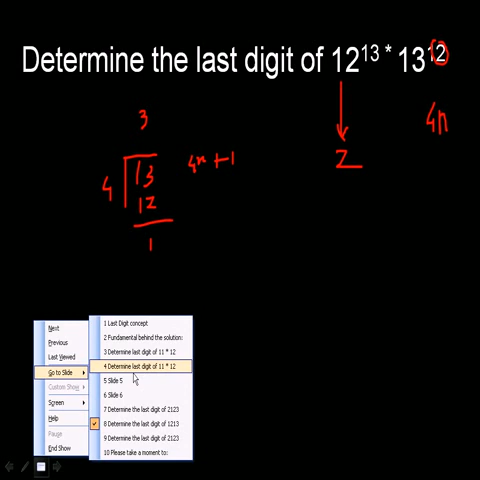 Determine the last digit of 12¹³ * 13¹²
3
4 13 4n+1
12
1
2
4n
Next
Previous
Last Viewed
Go to Slide
Custom Show
Screen
Help
Pause
End Show
1 Last Digit concept
2 Fundamental behind the solution:
3 Determine last digit of 11 * 12
4 Determine last digit of 11 * 12
5 Slide 5
6 Slide 6
7 Determine the last digit of 2123
8 Determine the last digit of 1213
9 Determine the last digit of 2123
10 Please take a moment to: